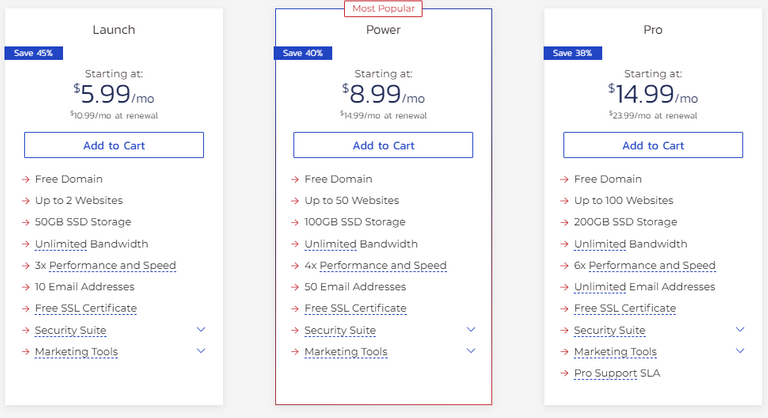 Most Popular
Launch
Save 45%
Starting at:
$5.99/mo
$10.99/mo at renewal
Add to Cart
Free Domain
Up to 2 Websites
50GB SSD Storage
Unlimited Bandwidth
3x Performance and Speed
10 Email Addresses
Free SSL Certificate
Security Suite
Marketing Tools
Power
Save 40%
Starting at:
$8.99/mo
$14.99/mo at renewal
Add to Cart
Free Domain
Up to 50 Websites
100GB SSD Storage
Unlimited Bandwidth
4x Performance and Speed
50 Email Addresses
Free SSL Certificate
Security Suite
Marketing Tools
Pro
Save 38%
Starting at:
$14.99/mo
$23.99/mo at renewal
Add to Cart
Free Domain
Up to 100 Websites
200GB SSD Storage
Unlimited Bandwidth
6x Performance and Speed
Unlimited Email Addresses
Free SSL Certificate
Security Suite
Marketing Tools
Pro Support SLA